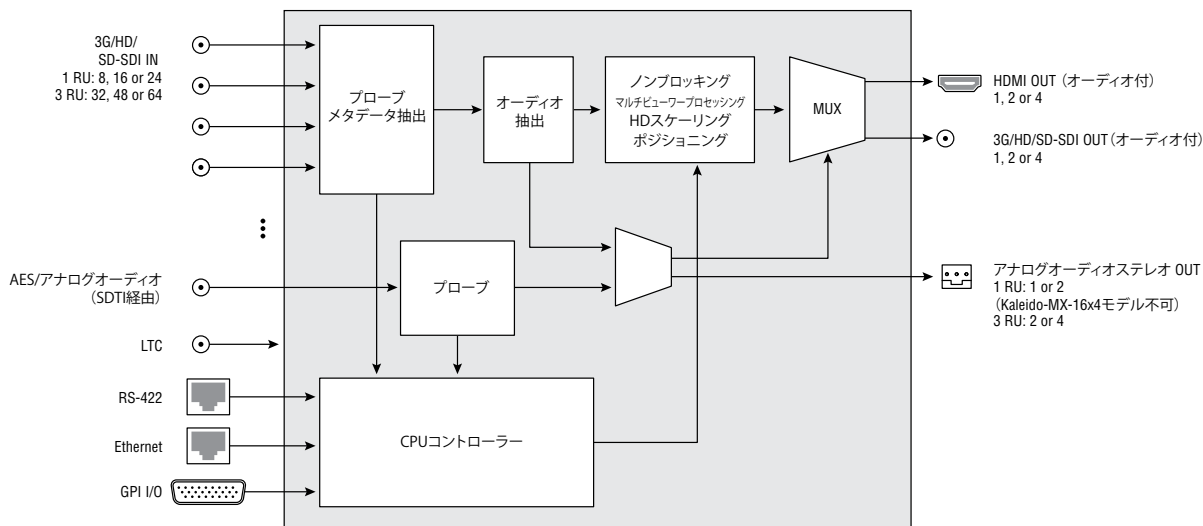 3G/HD/
SD-SDI IN
1 RU: 8, 16 or 24
3 RU: 32, 48 or 64
プローブ
メタデータ抽出
オーディオ
抽出
ノンブロッキング
マルチビューワープロセッシング
HDスケーリング
ポジショニング
MUX
HDMI OUT (オーディオ付)
1, 2 or 4
3G/HD/SD-SDI OUT (オーディオ付)
1, 2 or 4
AES/アナログオーディオ
(SDTI経由)
プローブ
アナログオーディオステレオ OUT
1 RU: 1 or 2
(Kaleido-MX-16x4モデル不可)
3 RU: 2 or 4
LTC
RS-422
Ethernet
GPI I/O
CPUコントローラー